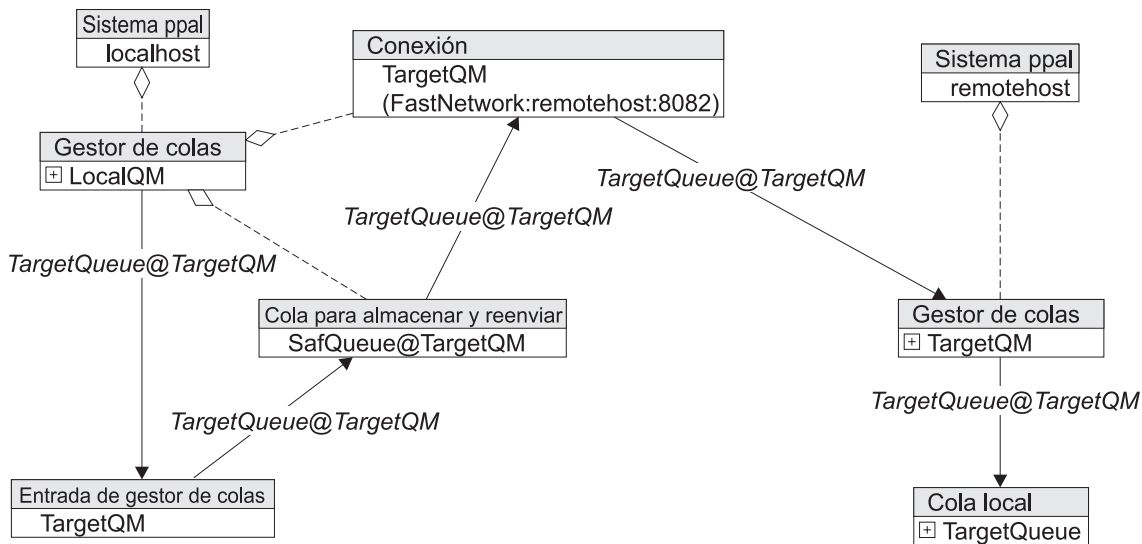 Sistema ppal
localhost
Conexión
TargetQM
(FastNetwork:remotehost:8082)
Sistema ppal
remotehost
Gestor de colas
LocalQM
TargetQueue@TargetQM
TargetQueue@TargetQM
TargetQueue@TargetQM
Cola para almacenar y reenviar
SafQueue@TargetQM
Gestor de colas
TargetQM
TargetQueue@TargetQM
TargetQueue@TargetQM
Entrada de gestor de colas
TargetQM
Cola local
TargetQueue